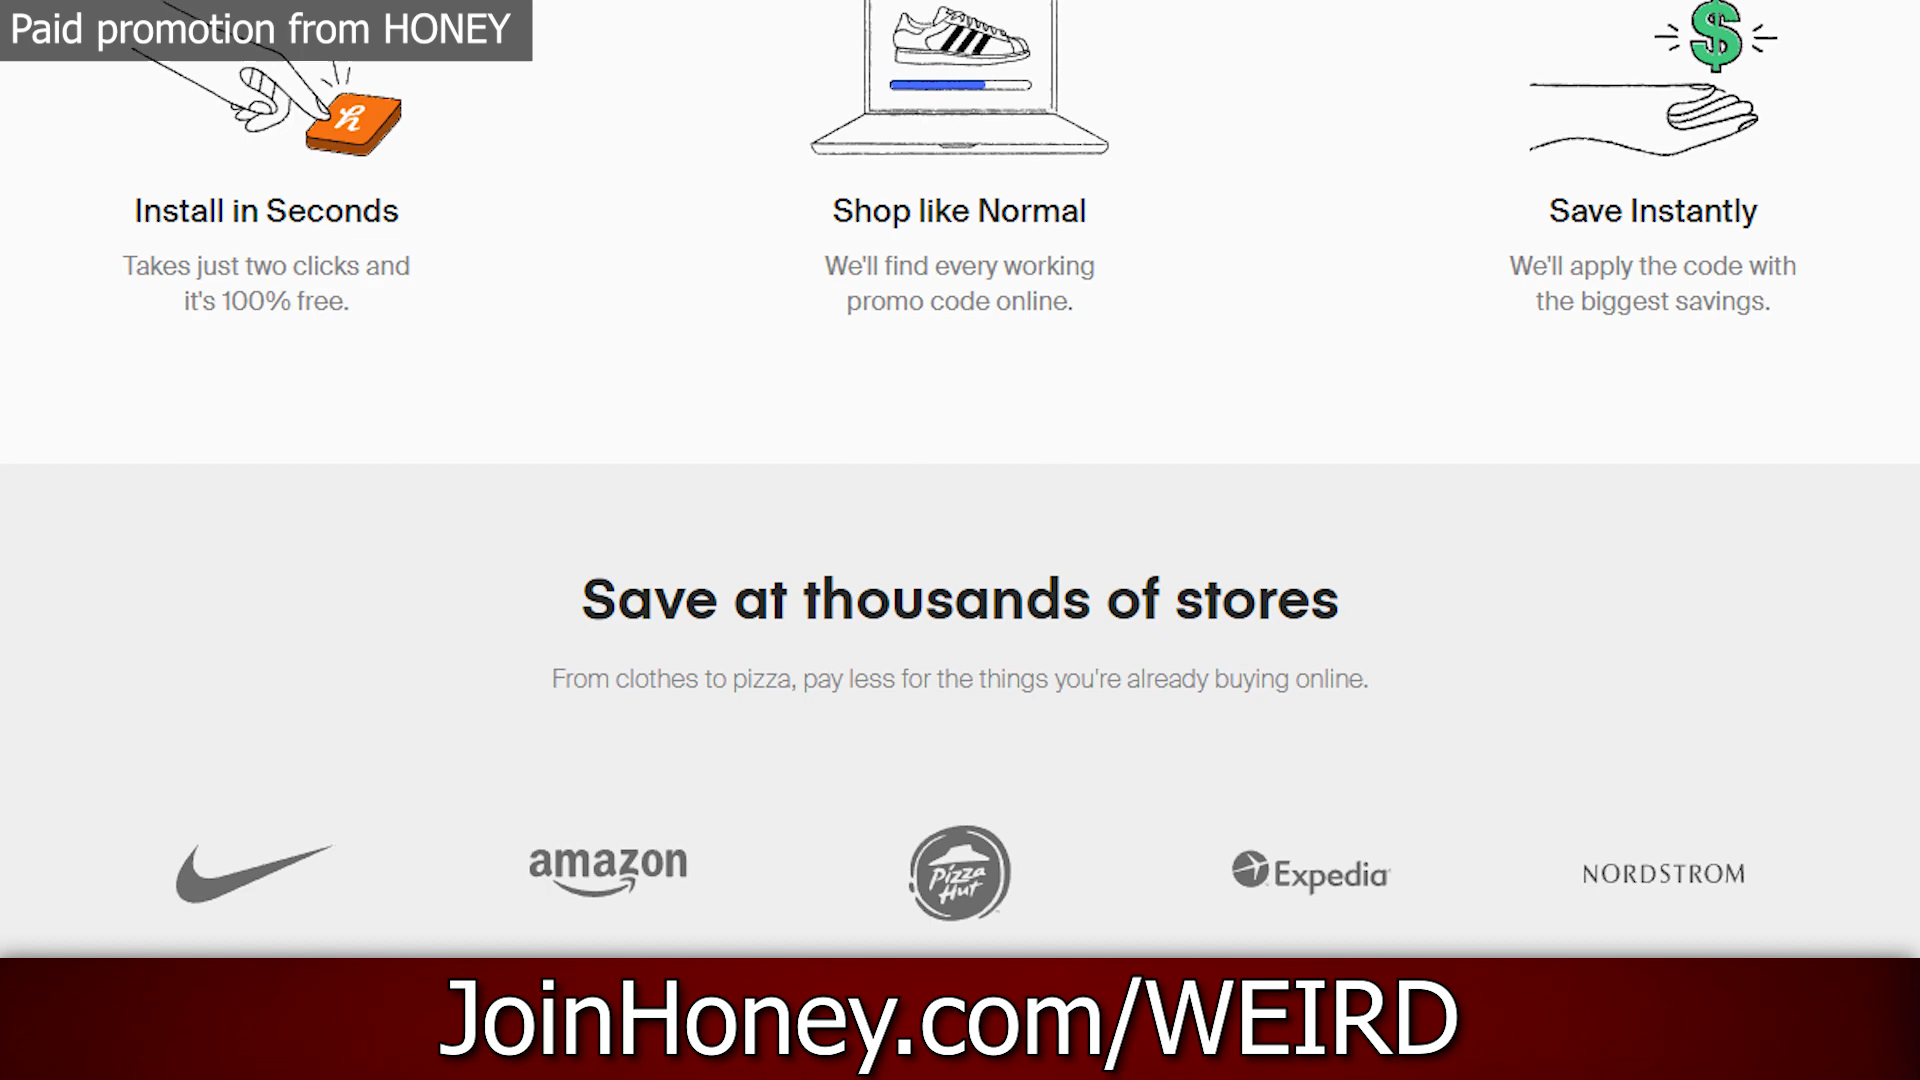 Paid promotion from HONEY
h
$
Install in Seconds
Takes just two clicks and
it's 100% free.
Shop like Normal
We'll find every working
promo code online.
Save Instantly
We'll apply the code with
the biggest savings.
Save at thousands of stores
From clothes to pizza, pay less for the things you're already buying online.
amazon
Pizza
Hut
Expedia
NORDSTROM
JoinHoney.com/WEIRD